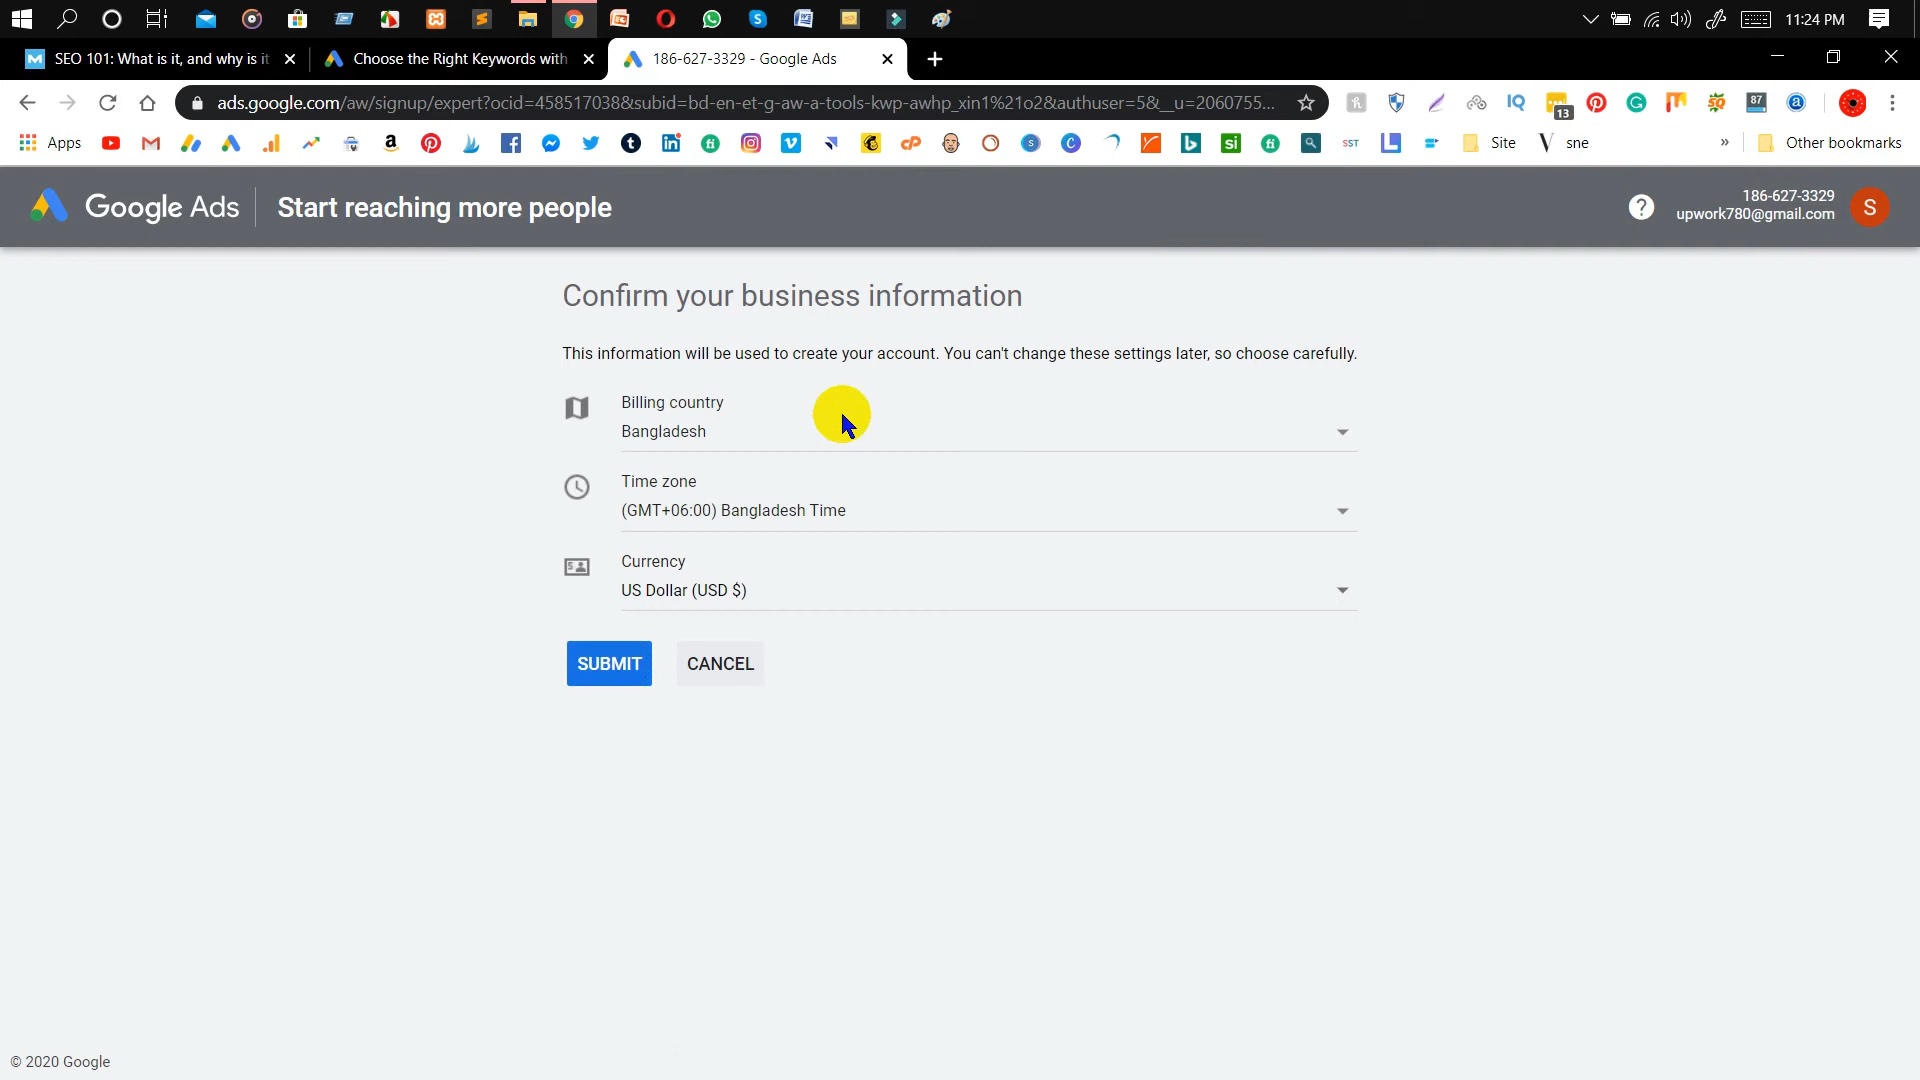 11:24 PM
SEO 101: What is it, and why is it
Choose the Right Keywords with
186-627-3329 - Google Ads
ads.google.com/aw/signup/expert?ocid=458517038&subid=bd-en-et-g-aw-a-tools-kwp-awhp_xin1%21o2&authuser=5&__u=2060755...
13
87
Apps
Site
sne
Other bookmarks
Google Ads
Start reaching more people
186-627-3329
upwork780@gmail.com
S
Confirm your business information
This information will be used to create your account. You can't change these settings later, so choose carefully.
Billing country
Bangladesh
Time zone
(GMT+06:00) Bangladesh Time
Currency
US Dollar (USD $)
SUBMIT
CANCEL
© 2020 Google